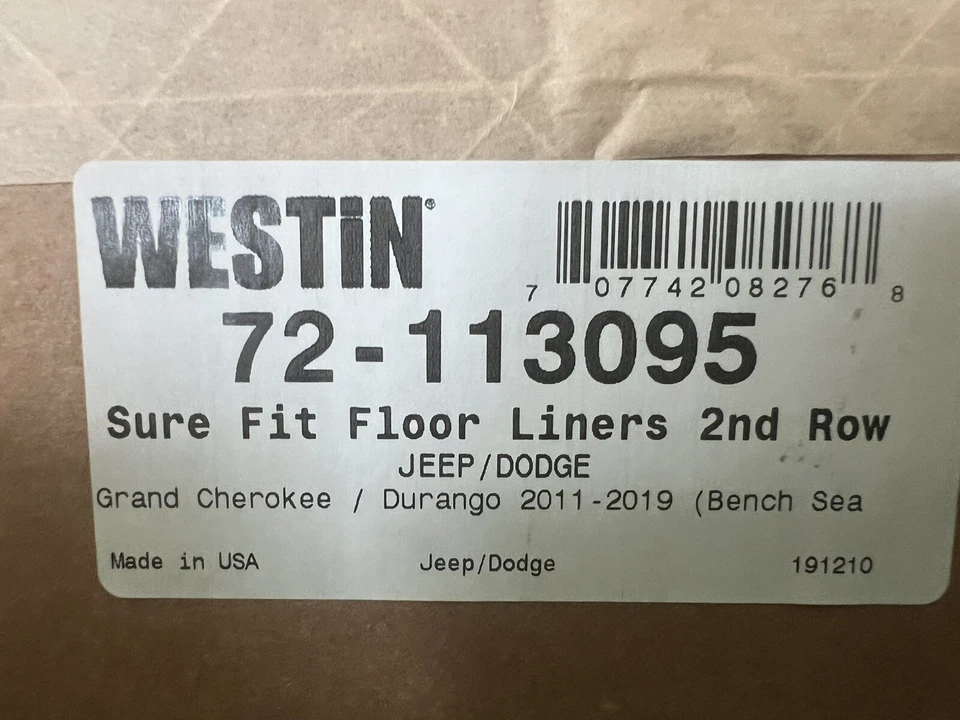 WESTiN®
7 07742 08276 8
72-113095
Sure Fit Floor Liners 2nd Row
JEEP/DODGE
Grand Cherokee / Durango 2011-2019 (Bench Sea
Made in USA Jeep/Dodge 191210